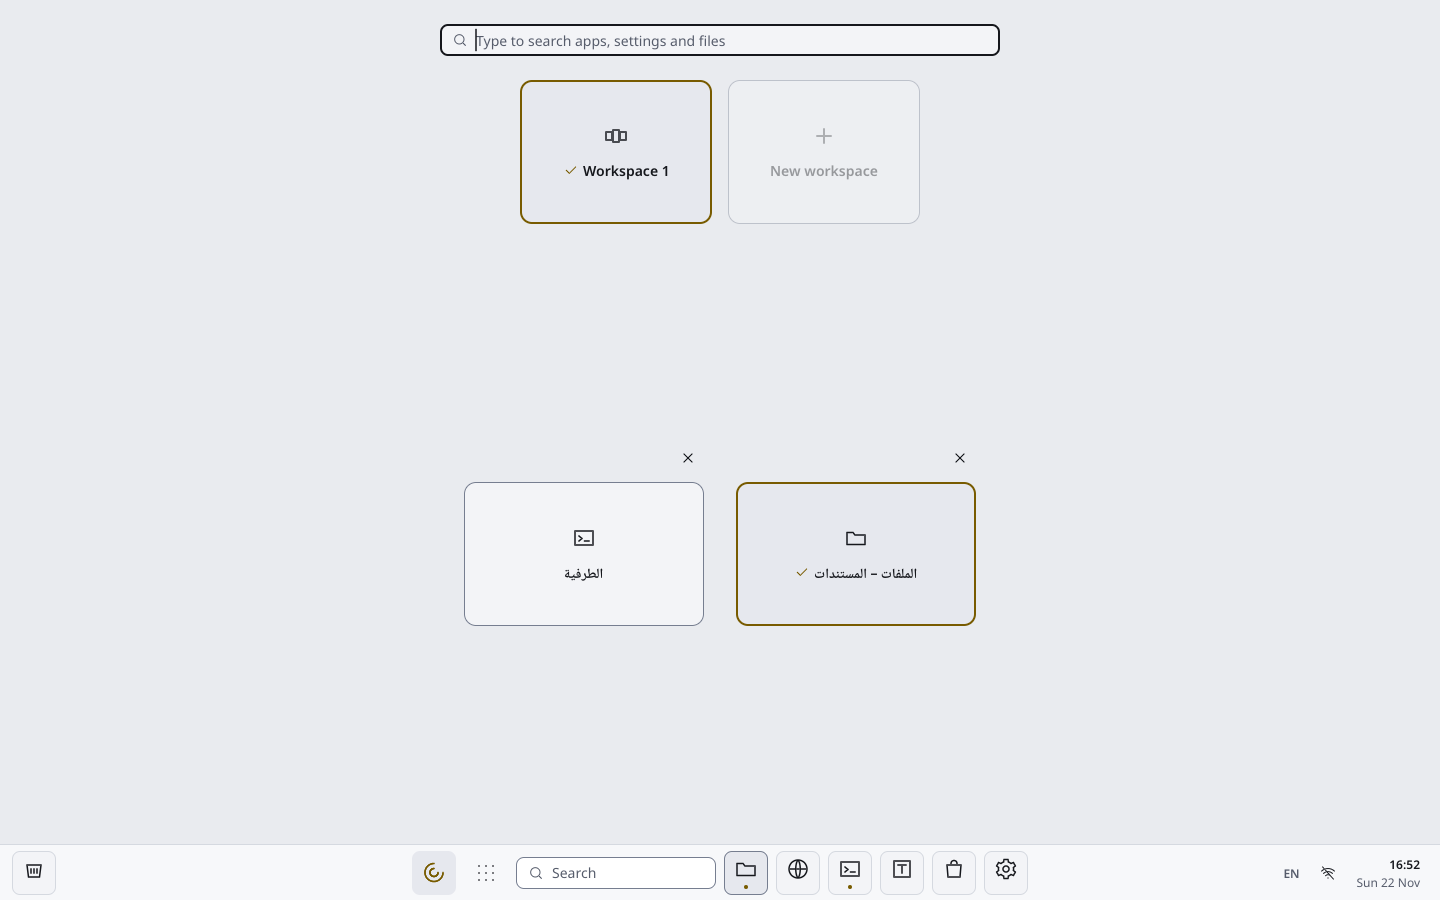 Type to search apps, settings and files
Workspace 1
New workspace
الطرفية
الملفات – المستندات
Search
EN
16:52
Sun 22 Nov